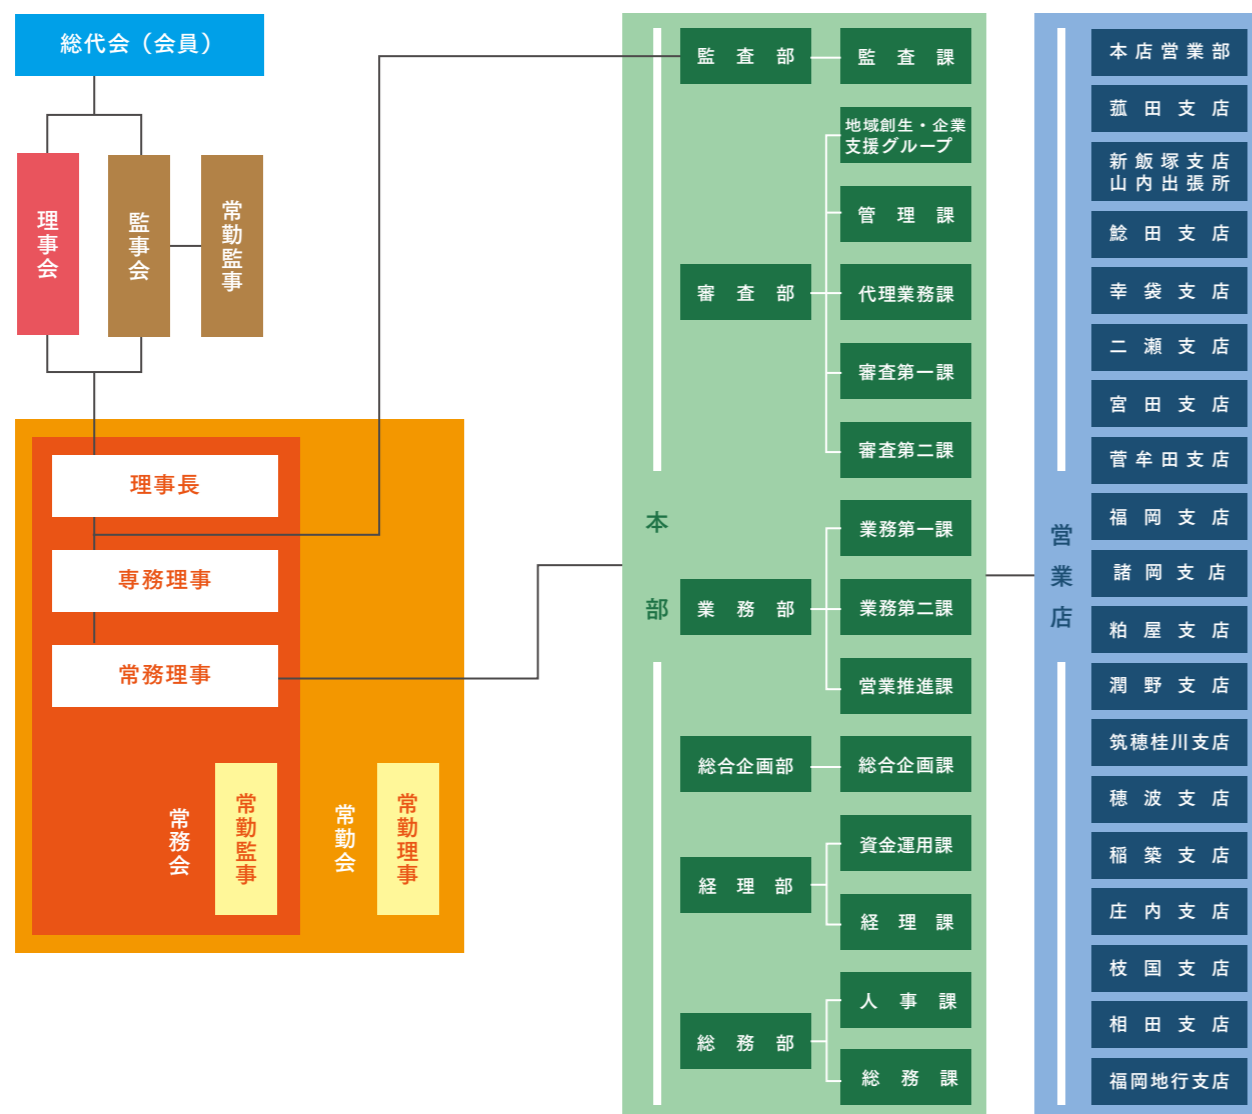 総代会（会員）
理事会
監事会
常勤監事
理事長
専務理事
常務理事
常務会
常勤監事
常勤会
常勤理事
本部
監査部
監査課
審査部
地域創生・企業
支援グループ
管理課
代理業務課
審査第一課
審査第二課
業務部
業務第一課
業務第二課
営業推進課
総合企画部
総合企画課
経理部
資金運用課
経理課
総務部
人事課
総務課
営業店
本店営業部
菰田支店
新飯塚支店
山内出張所
鯰田支店
幸袋支店
二瀬支店
宮田支店
菅牟田支店
福岡支店
諸岡支店
粕屋支店
潤野支店
筑穂桂川支店
穂波支店
稲築支店
庄内支店
枝国支店
相田支店
福岡地行支店